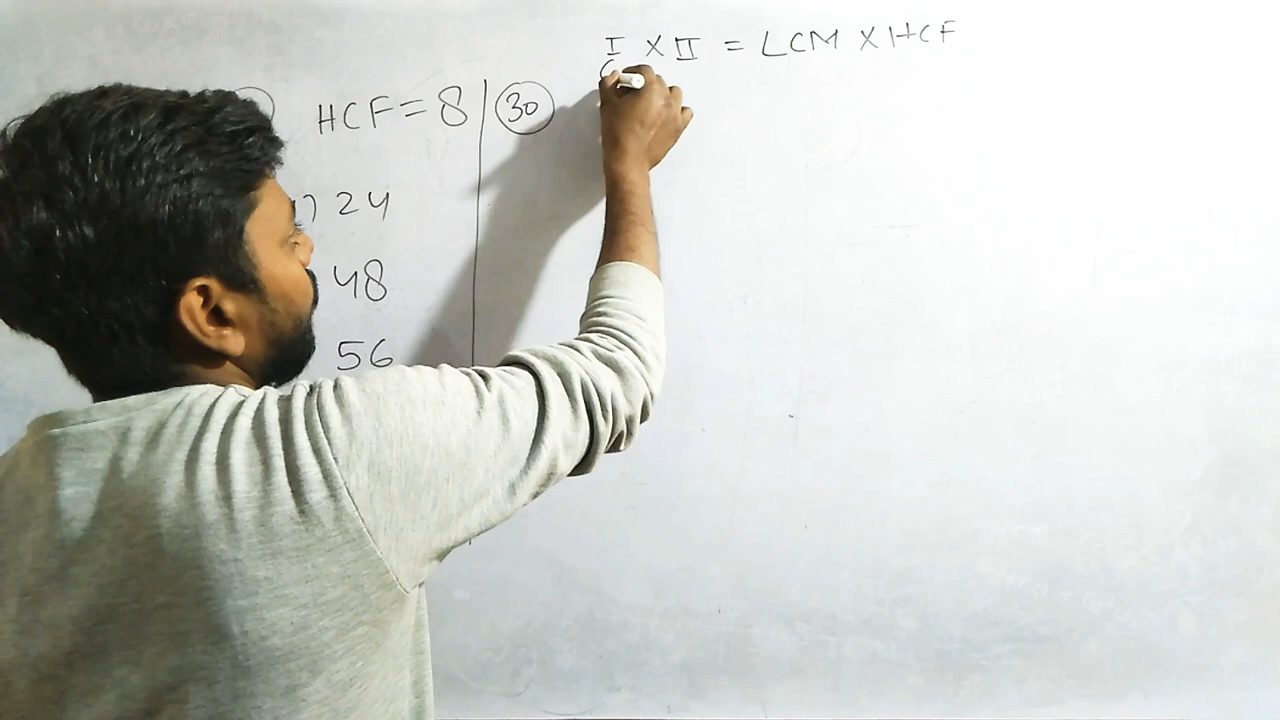 HCF = 8
24
48
56
30
I × II = LCM × HCF